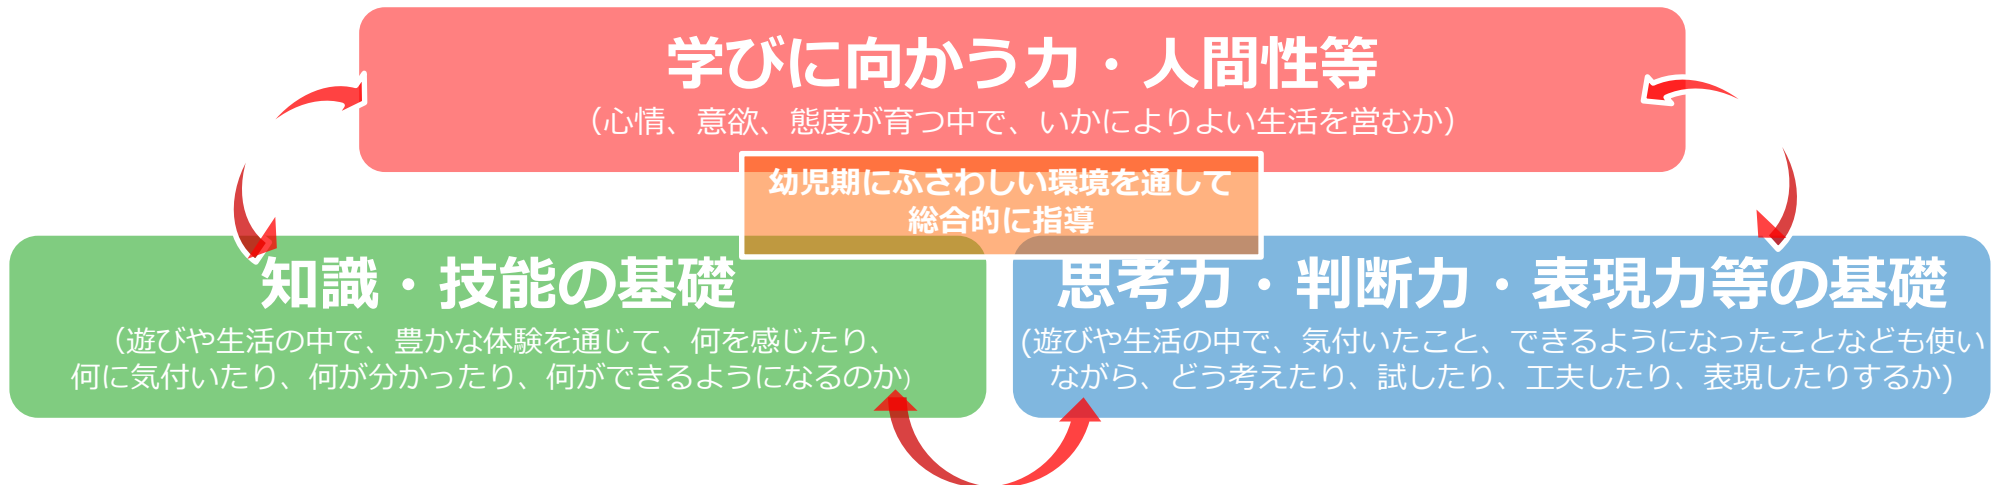 学びに向かう力・人間性等
（心情、意欲、態度が育つ中で、いかによりよい生活を営むか）
幼児期にふさわしい環境を通して
総合的に指導
知識・技能の基礎
（遊びや生活の中で、豊かな体験を通じて、何を感じたり、
何に気付いたり、何が分かったり、何ができるようになるのか）
思考力・判断力・表現力等の基礎
(遊びや生活の中で、気付いたこと、できるようになったことなども使い
ながら、どう考えたり、試したり、工夫したり、表現したりするか)